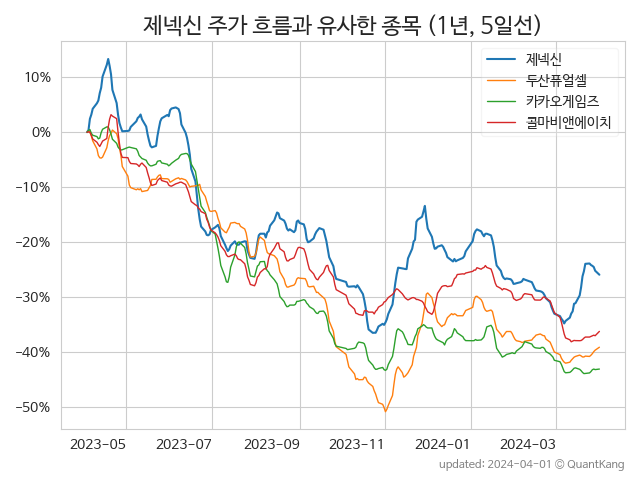 제넥신 주가 흐름과 유사한 종목 (1년, 5일선)
제넥신
두산퓨얼셀
카카오게임즈
콜마비앤에이치
10%
0%
−10%
−20%
−30%
−40%
−50%
2023-05 2023-07 2023-09 2023-11 2024-01 2024-03
updated: 2024-04-01 © QuantKang